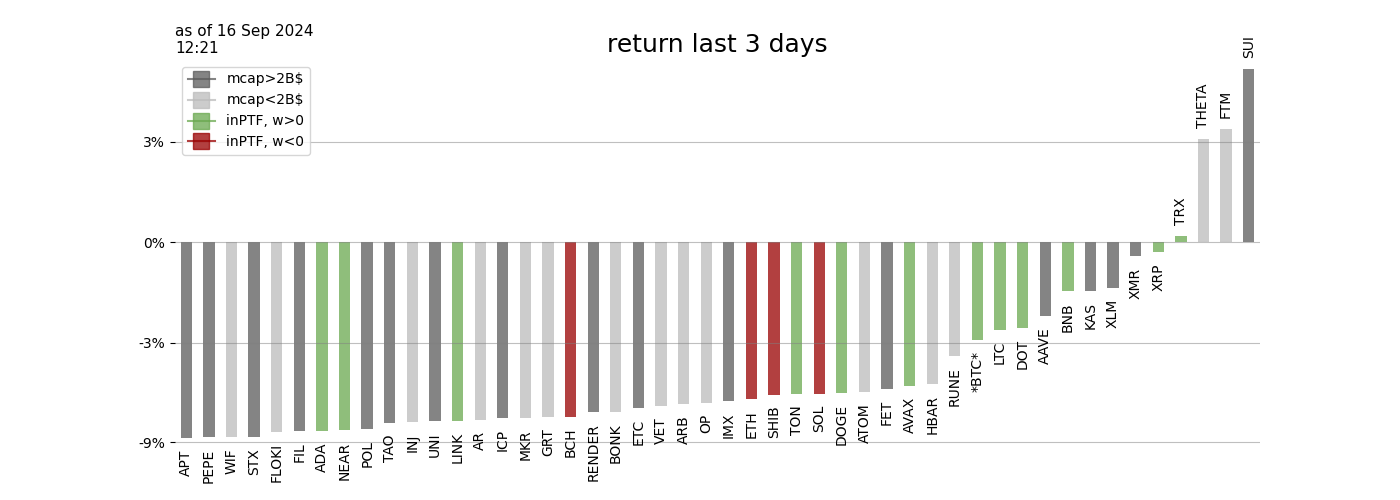 as of 16 Sep 2024
12:21
return last 3 days
mcap>2B$
mcap<2B$
inPTF, w>0
inPTF, w<0
3%
0%
-3%
-9%
APT
PEPE
WIF
STX
FLOKI
FIL
ADA
NEAR
POL
TAO
INJ
UNI
LINK
AR
ICP
MKR
GRT
BCH
RENDER
BONK
ETC
VET
ARB
OP
IMX
ETH
SHIB
TON
SOL
DOGE
ATOM
FET
AVAX
HBAR
RUNE
*BTC*
LTC
DOT
AAVE
BNB
KAS
XLM
XMR
XRP
TRX
THETA
FTM
SUI